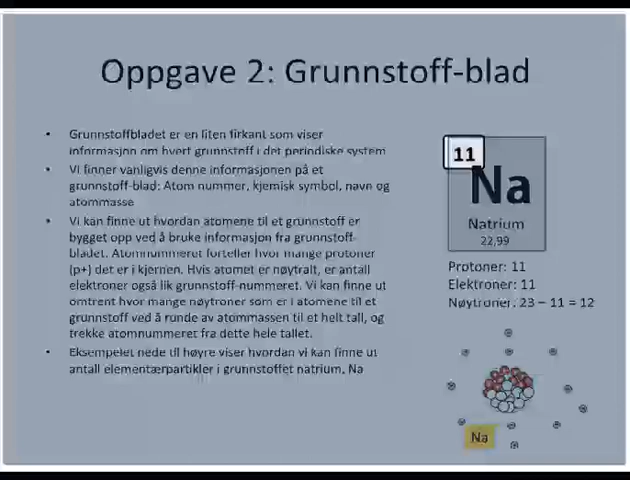 Oppgave 2: Grunnstoff-blad
• Grunnstoffbladet er en liten firkant som viser
informasjon om hvert grunnstoff i det periodiske system
• Vi finner vanligvis denne informasjonen på et
grunnstoff-blad: Atom nummer, kjemisk symbol, navn og
atommasse
• Vi kan finne ut hvordan atomene til et grunnstoff er
bygget opp ved å bruke informasjon fra grunnstoff-
bladet. Atomnummeret forteller hvor mange protoner
(p+) det er i kjernen. Hvis atomet er nøytralt, er antall
elektroner også lik grunnstoff-nummeret. Vi kan finne ut
omtrent hvor mange nøytroner som er i atomene til et
grunnstoff ved å runde av atommassen til et helt tall, og
trekke atomnummeret fra dette hele tallet.
• Eksempelet nede til høyre viser hvordan vi kan finne ut
antall elementærpartikler i grunnstoffet natrium, Na
11
Na
Natrium
22,99
Protoner: 11
Elektroner: 11
Nøytroner: 23 – 11 = 12
Na